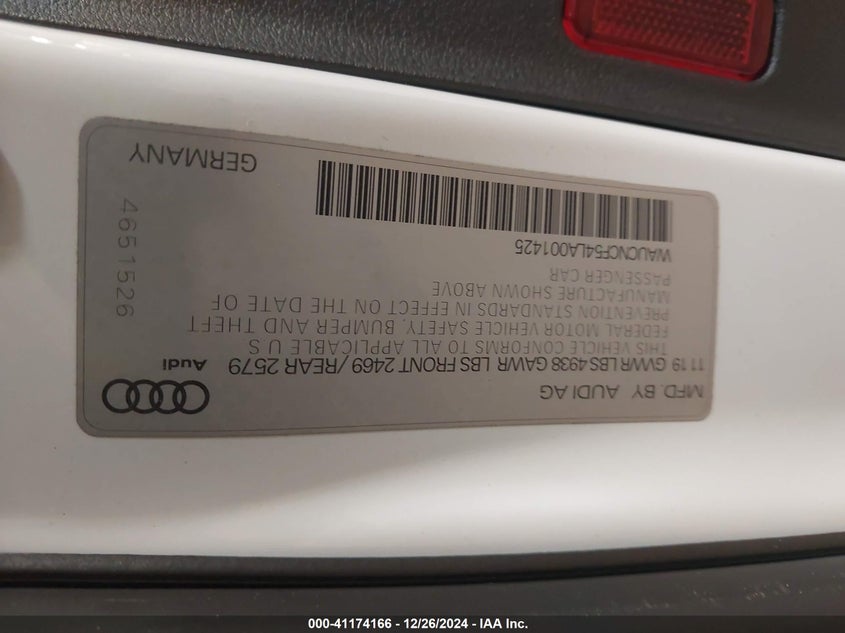 MFD. BY AUDI AG
11 19 GVWR LBS 4938 GAWR LBS FRONT 2469 / REAR 2579
THIS VEHICLE CONFORMS TO ALL APPLICABLE U S
FEDERAL MOTOR VEHICLE SAFETY, BUMPER AND THEFT
PREVENTION STANDARDS IN EFFECT ON THE DATE OF
MANUFACTURE SHOWN ABOVE
PASSENGER CAR
WAUCNCF54LA001425
Audi
4651526
GERMANY
000-41174166 - 12/26/2024 - IAA Inc.